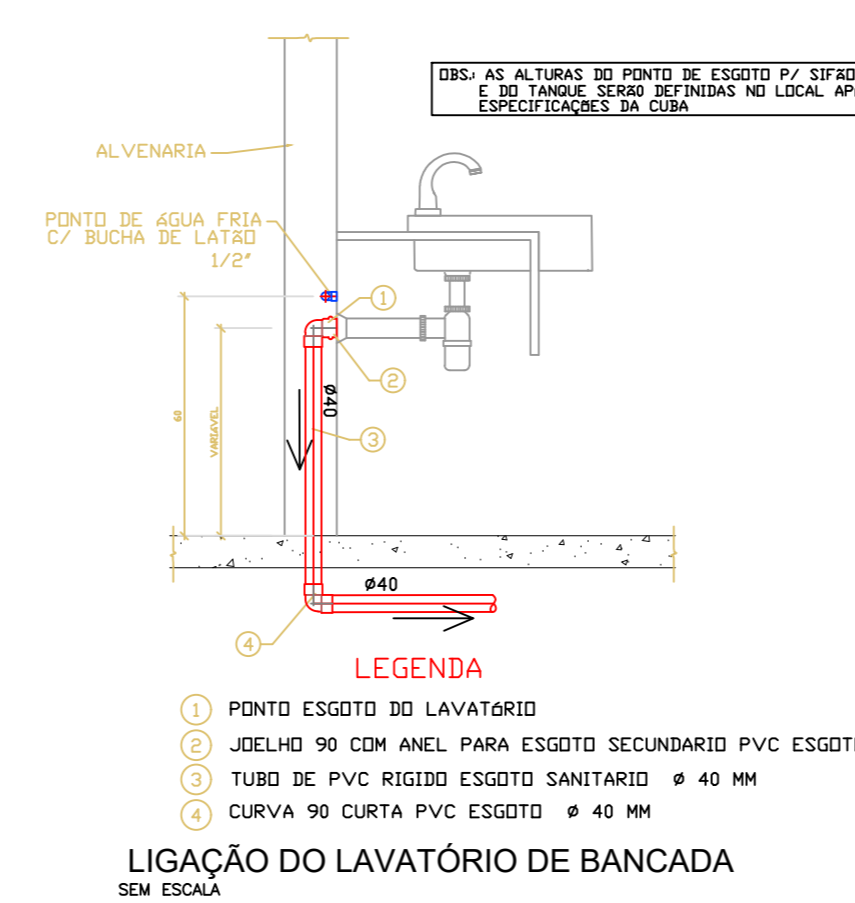 OBS.: AS ALTURAS DO PONTO DE ESGOTO P/ SIFÃO
E DO TANQUE SERÃO DEFINIDAS NO LOCAL
ESPECIFICAÇÕES DA CUBA
ALVENARIA
PONTO DE ÁGUA FRIA
C/ BUCHA DE LATÃO
1/2"
1
2
Ø40
3
60
VARIÁVEL
Ø40
4
LEGENDA
1 PONTO ESGOTO DO LAVATÓRIO
2 JOELHO 90 COM ANEL PARA ESGOTO SECUNDARIO PVC ESGOT
3 TUBO DE PVC RIGIDO ESGOTO SANITARIO Ø 40 MM
4 CURVA 90 CURTA PVC ESGOTO Ø 40 MM
LIGAÇÃO DO LAVATÓRIO DE BANCADA
SEM ESCALA